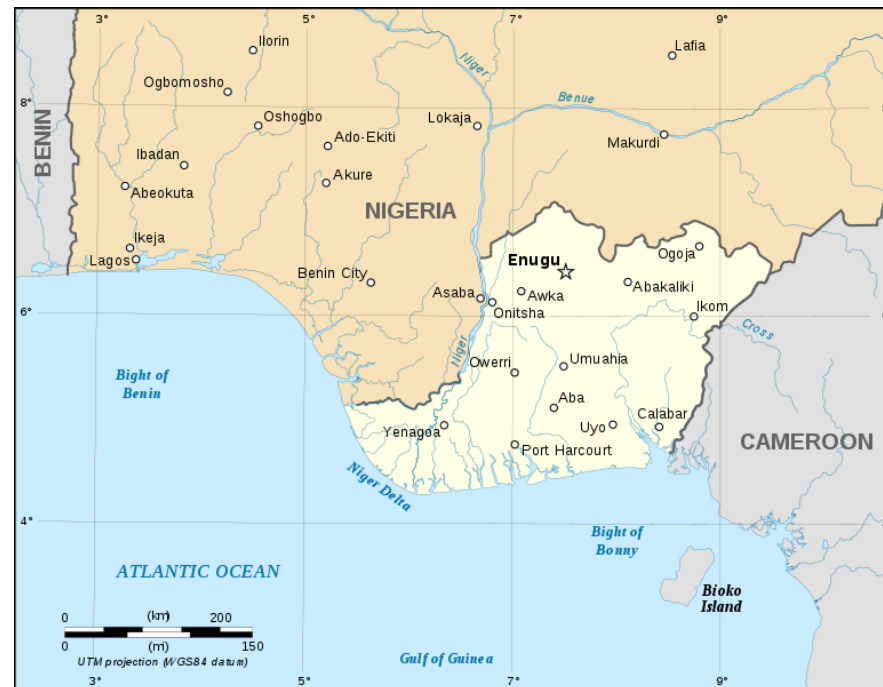 3°
5°
7°
9°
Ilorin
Niger
Lafia
Ogbomosho
8°
Benue
Oshogbo
Lokaja
Ado-Ekiti
Makurdi
BENIN
Ibadan
Akure
Abeokuta
NIGERIA
Ikeja
Ogoja
Lagos
Enugu
Benin City
Abakaliki
Asaba
Awka
Onitsha
Ikom
6°
Cross
Niger
Owerri
Umuahia
Bight of
Benin
Aba
Calabar
Yenagoa
Uyo
CAMEROON
Port Harcourt
Niger Delta
4°
Bight of
Bonny
ATLANTIC OCEAN
Bioko
Island
0
(km)
200
0
(mi)
150
UTM projection (WGS84 datum)
Gulf of Guinea
3°
5°
7°
9°